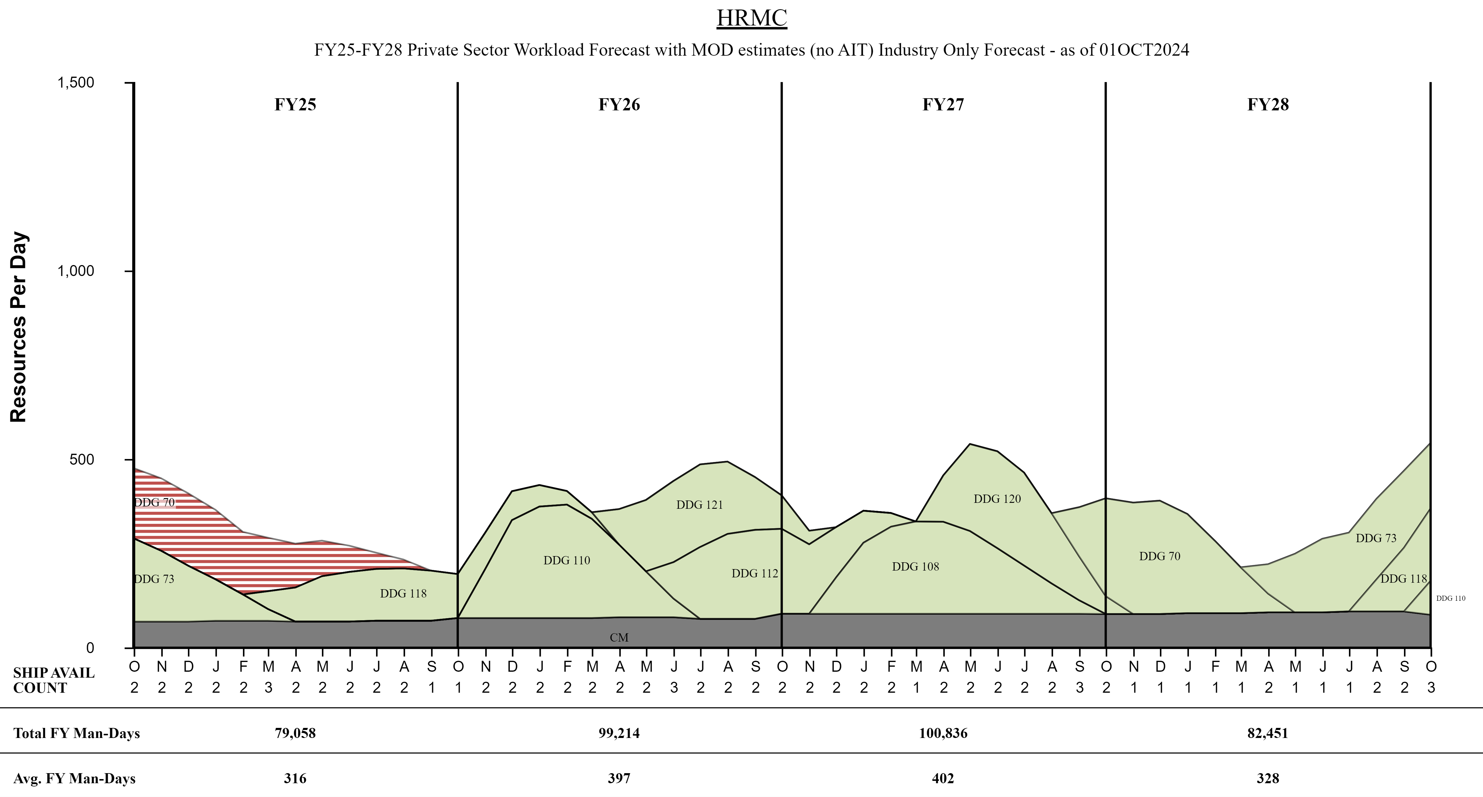 HRMC
FY25-FY28 Private Sector Workload Forecast with MOD estimates (no AIT) Industry Only Forecast - as of 01OCT2024
Resources Per Day
1,500
1,000
500
0
FY25
FY26
FY27
FY28
DDG 70
DDG 73
DDG 118
DDG 110
DDG 121
DDG 112
DDG 108
DDG 120
DDG 70
DDG 73
DDG 118
DDG 110
CM
O N D J F M A M J J A S O N D J F M A M J J A S O N D J F M A M J J A S O N D J F M A M J J A S O
SHIP AVAIL
COUNT
2 2 2 2 2 3 2 2 2 2 2 1 1 2 2 2 2 2 2 2 3 2 2 2 2 2 2 2 2 1 2 2 2 2 2 3 2 1 2 1 1 1 2 1 1 1 2 2 3
Total FY Man-Days 79,058 99,214 100,836 82,451
Avg. FY Man-Days 316 397 402 328